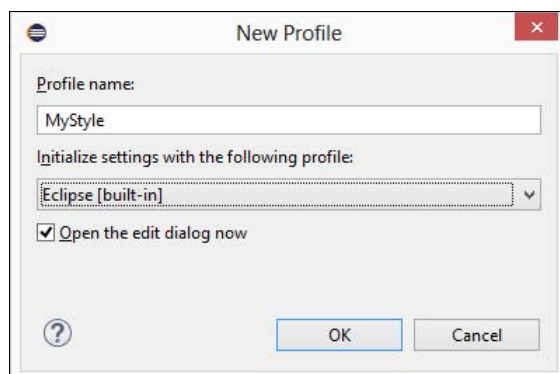 New Profile
Profile name:
MyStyle
Initialize settings with the following profile:
Eclipse [built-in]
Open the edit dialog now
?
OK
Cancel